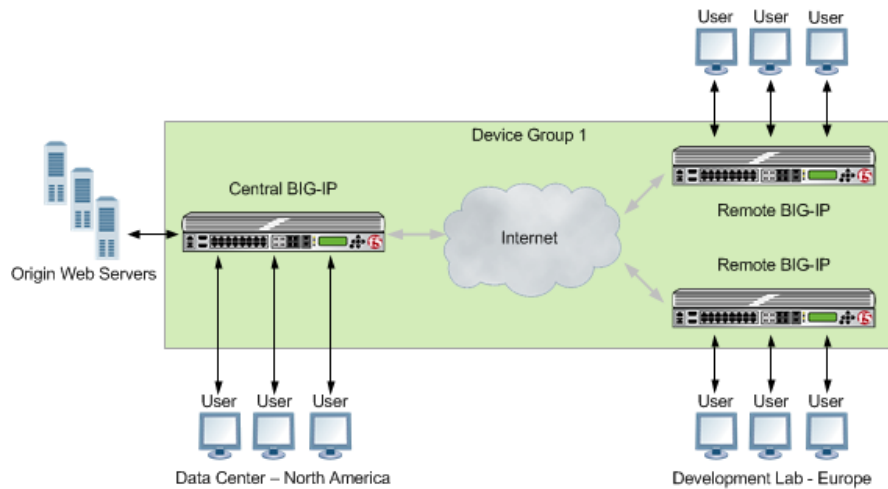 User User User
Device Group 1
Central BIG-IP
Remote BIG-IP
Internet
Origin Web Servers
Remote BIG-IP
User User User
User User User
Data Center – North America
Development Lab - Europe